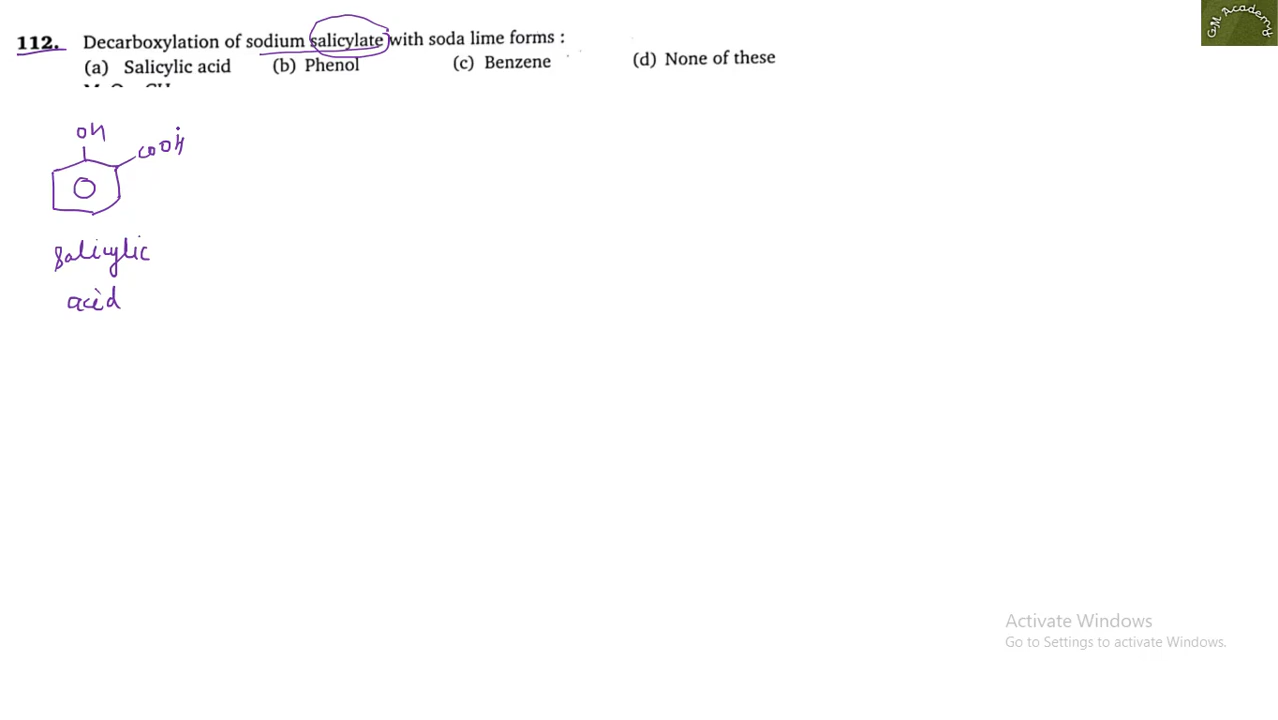 G.M Academy
112. Decarboxylation of sodium salicylate with soda lime forms :
(a) Salicylic acid (b) Phenol (c) Benzene (d) None of these
OH
COOH
Salicylic
acid
Activate Windows
Go to Settings to activate Windows.